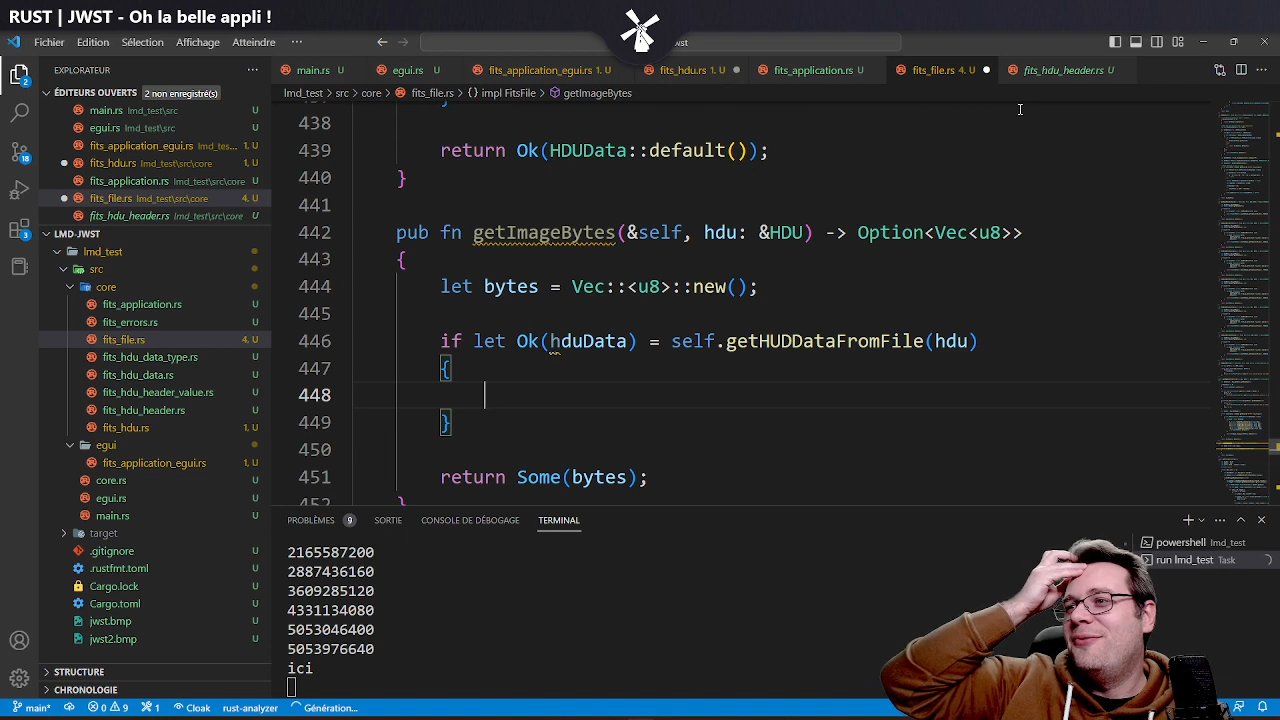 RUST | JWST - Oh la belle appli !
Fichier Edition Sélection Affichage Atteindre
EXPLORATEUR
main.rs U egui.rs U fits_application_egui.rs 1, U fits_hdu.rs 1, U fits_application.rs U fits_file.rs 4, U fits_hdu_header.rs U
lmd_test > src > core > fits_file.rs > {} impl FitsFile > getImageBytes
ÉDITEURS OUVERTS 2 non enregistré(s)
main.rs lmd_test\src U
egui.rs lmd_test\src U
fits_application_egui.rs lmd_tes... 1, U
fits_hdu.rs lmd_test\src\core 1, U
fits_application.rs lmd_test\src\core U
fits_file.rs lmd_test\src\core 4, U
fits_hdu_header.rs lmd_test\src\core U
LMD-JWST
lmd_test
src
core
fits_application.rs U
fits_errors.rs U
fits_file.rs 4, U
fits_hdu_data_type.rs U
fits_hdu_data.rs U
fits_hdu_header_value.rs U
fits_hdu_header.rs U
fits_hdu.rs 1, U
egui
fits_application_egui.rs 1, U
core.rs U
egui.rs U
main.rs U
target
.gitignore U
.rustfmt.toml U
Cargo.lock U
Cargo.toml U
jwst.bmp U
jwst2.bmp U
STRUCTURE
CHRONOLOGIE
438
439 return Ok(HDUData::default());
440 }
441
442 pub fn getImageBytes(&self, hdu: &HDU) -> Option<Vec<u8>>
443 {
444 let bytes = Vec::<u8>::new();
445
446 if let Ok(hduData) = self.getHDUDataFromFile(hdu)
447 {
448
449 }
450
451 return Some(bytes);
452 }
PROBLÈMES 9 SORTIE CONSOLE DE DÉBOGAGE TERMINAL
2165587200
2887436160
3609285120
4331134080
5053046400
5053976640
ici
powershell lmd_test
run lmd_test Task
main* 0 9 1 Cloak rust-analyzer Génération...